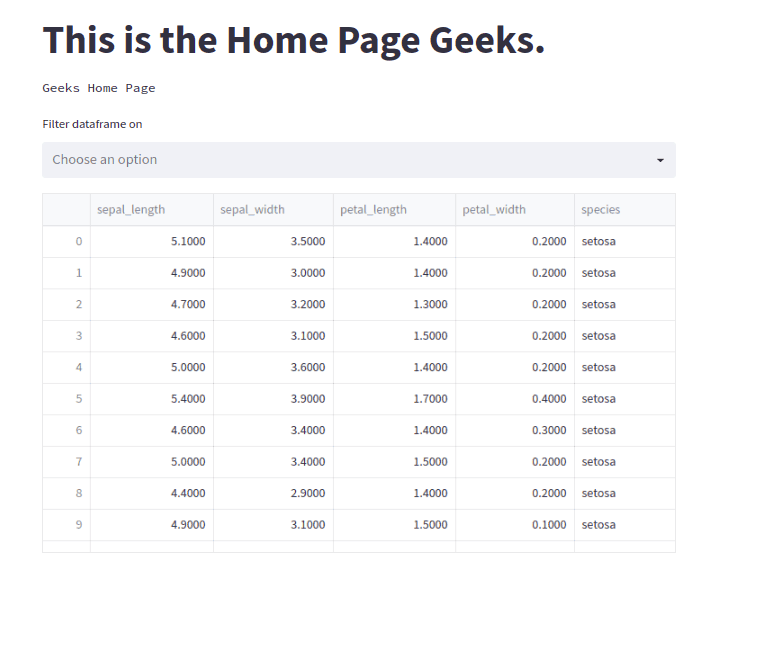 This is the Home Page Geeks.
Geeks Home Page
Filter dataframe on
Choose an option
sepal_length sepal_width petal_length petal_width species
0 5.1000 3.5000 1.4000 0.2000 setosa
1 4.9000 3.0000 1.4000 0.2000 setosa
2 4.7000 3.2000 1.3000 0.2000 setosa
3 4.6000 3.1000 1.5000 0.2000 setosa
4 5.0000 3.6000 1.4000 0.2000 setosa
5 5.4000 3.9000 1.7000 0.4000 setosa
6 4.6000 3.4000 1.4000 0.3000 setosa
7 5.0000 3.4000 1.5000 0.2000 setosa
8 4.4000 2.9000 1.4000 0.2000 setosa
9 4.9000 3.1000 1.5000 0.1000 setosa